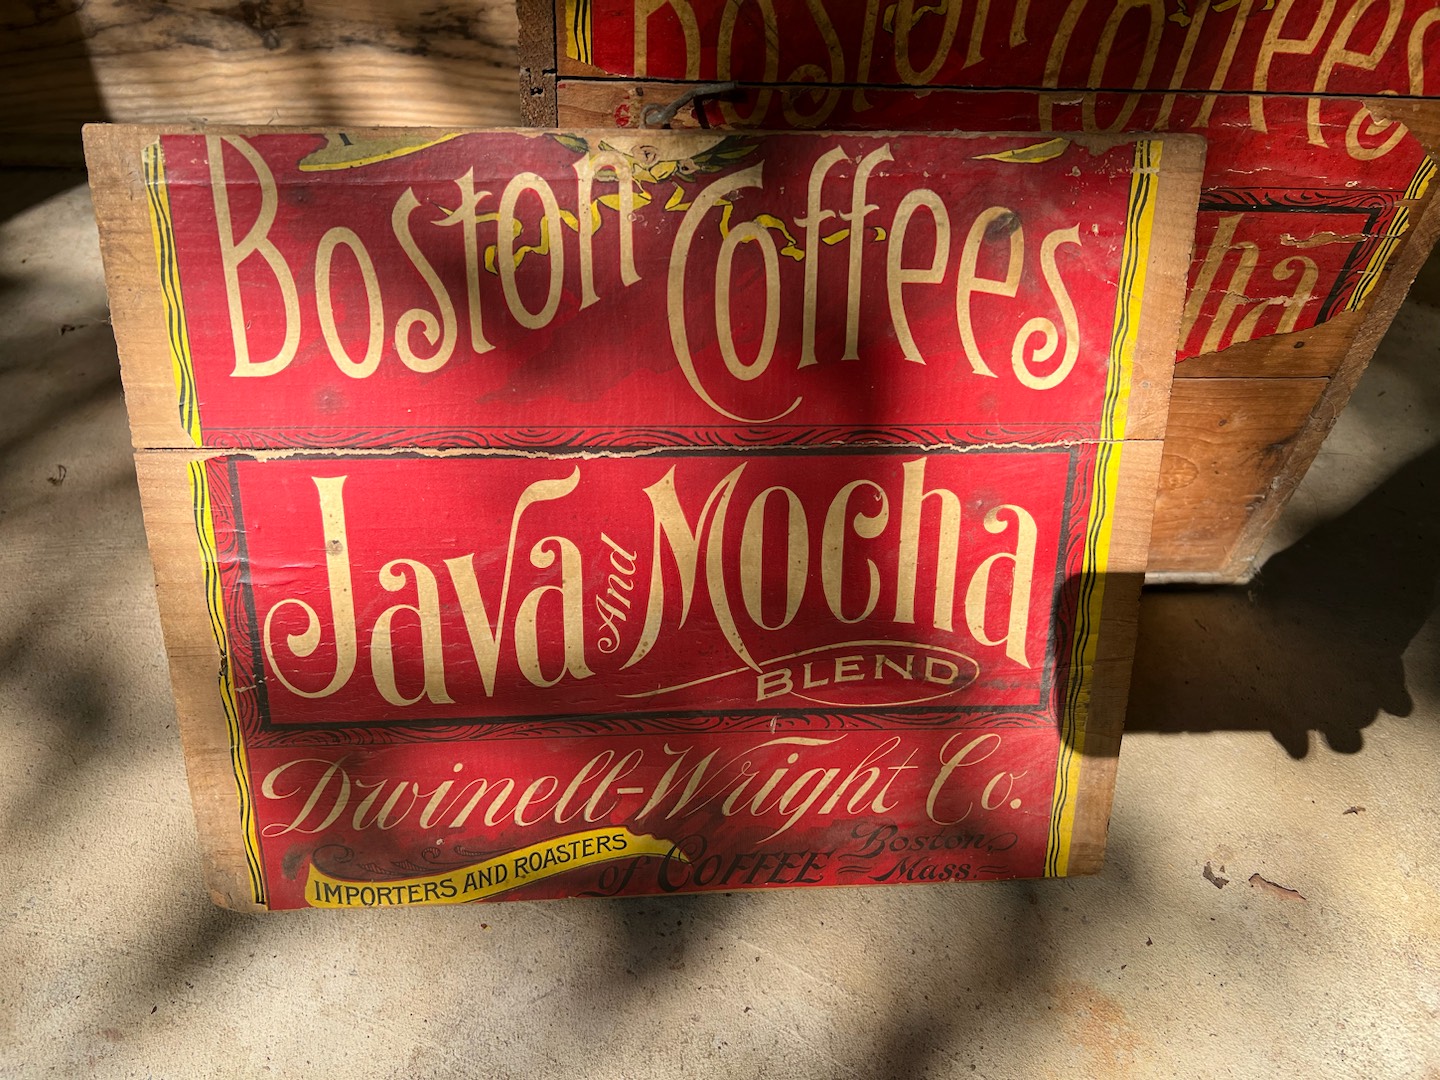 Boston Coffees
Java And Mocha
BLEND
Dwinell-Wright Co.
IMPORTERS AND ROASTERS of COFFEE Boston, Mass.
Boston Coffees
cha